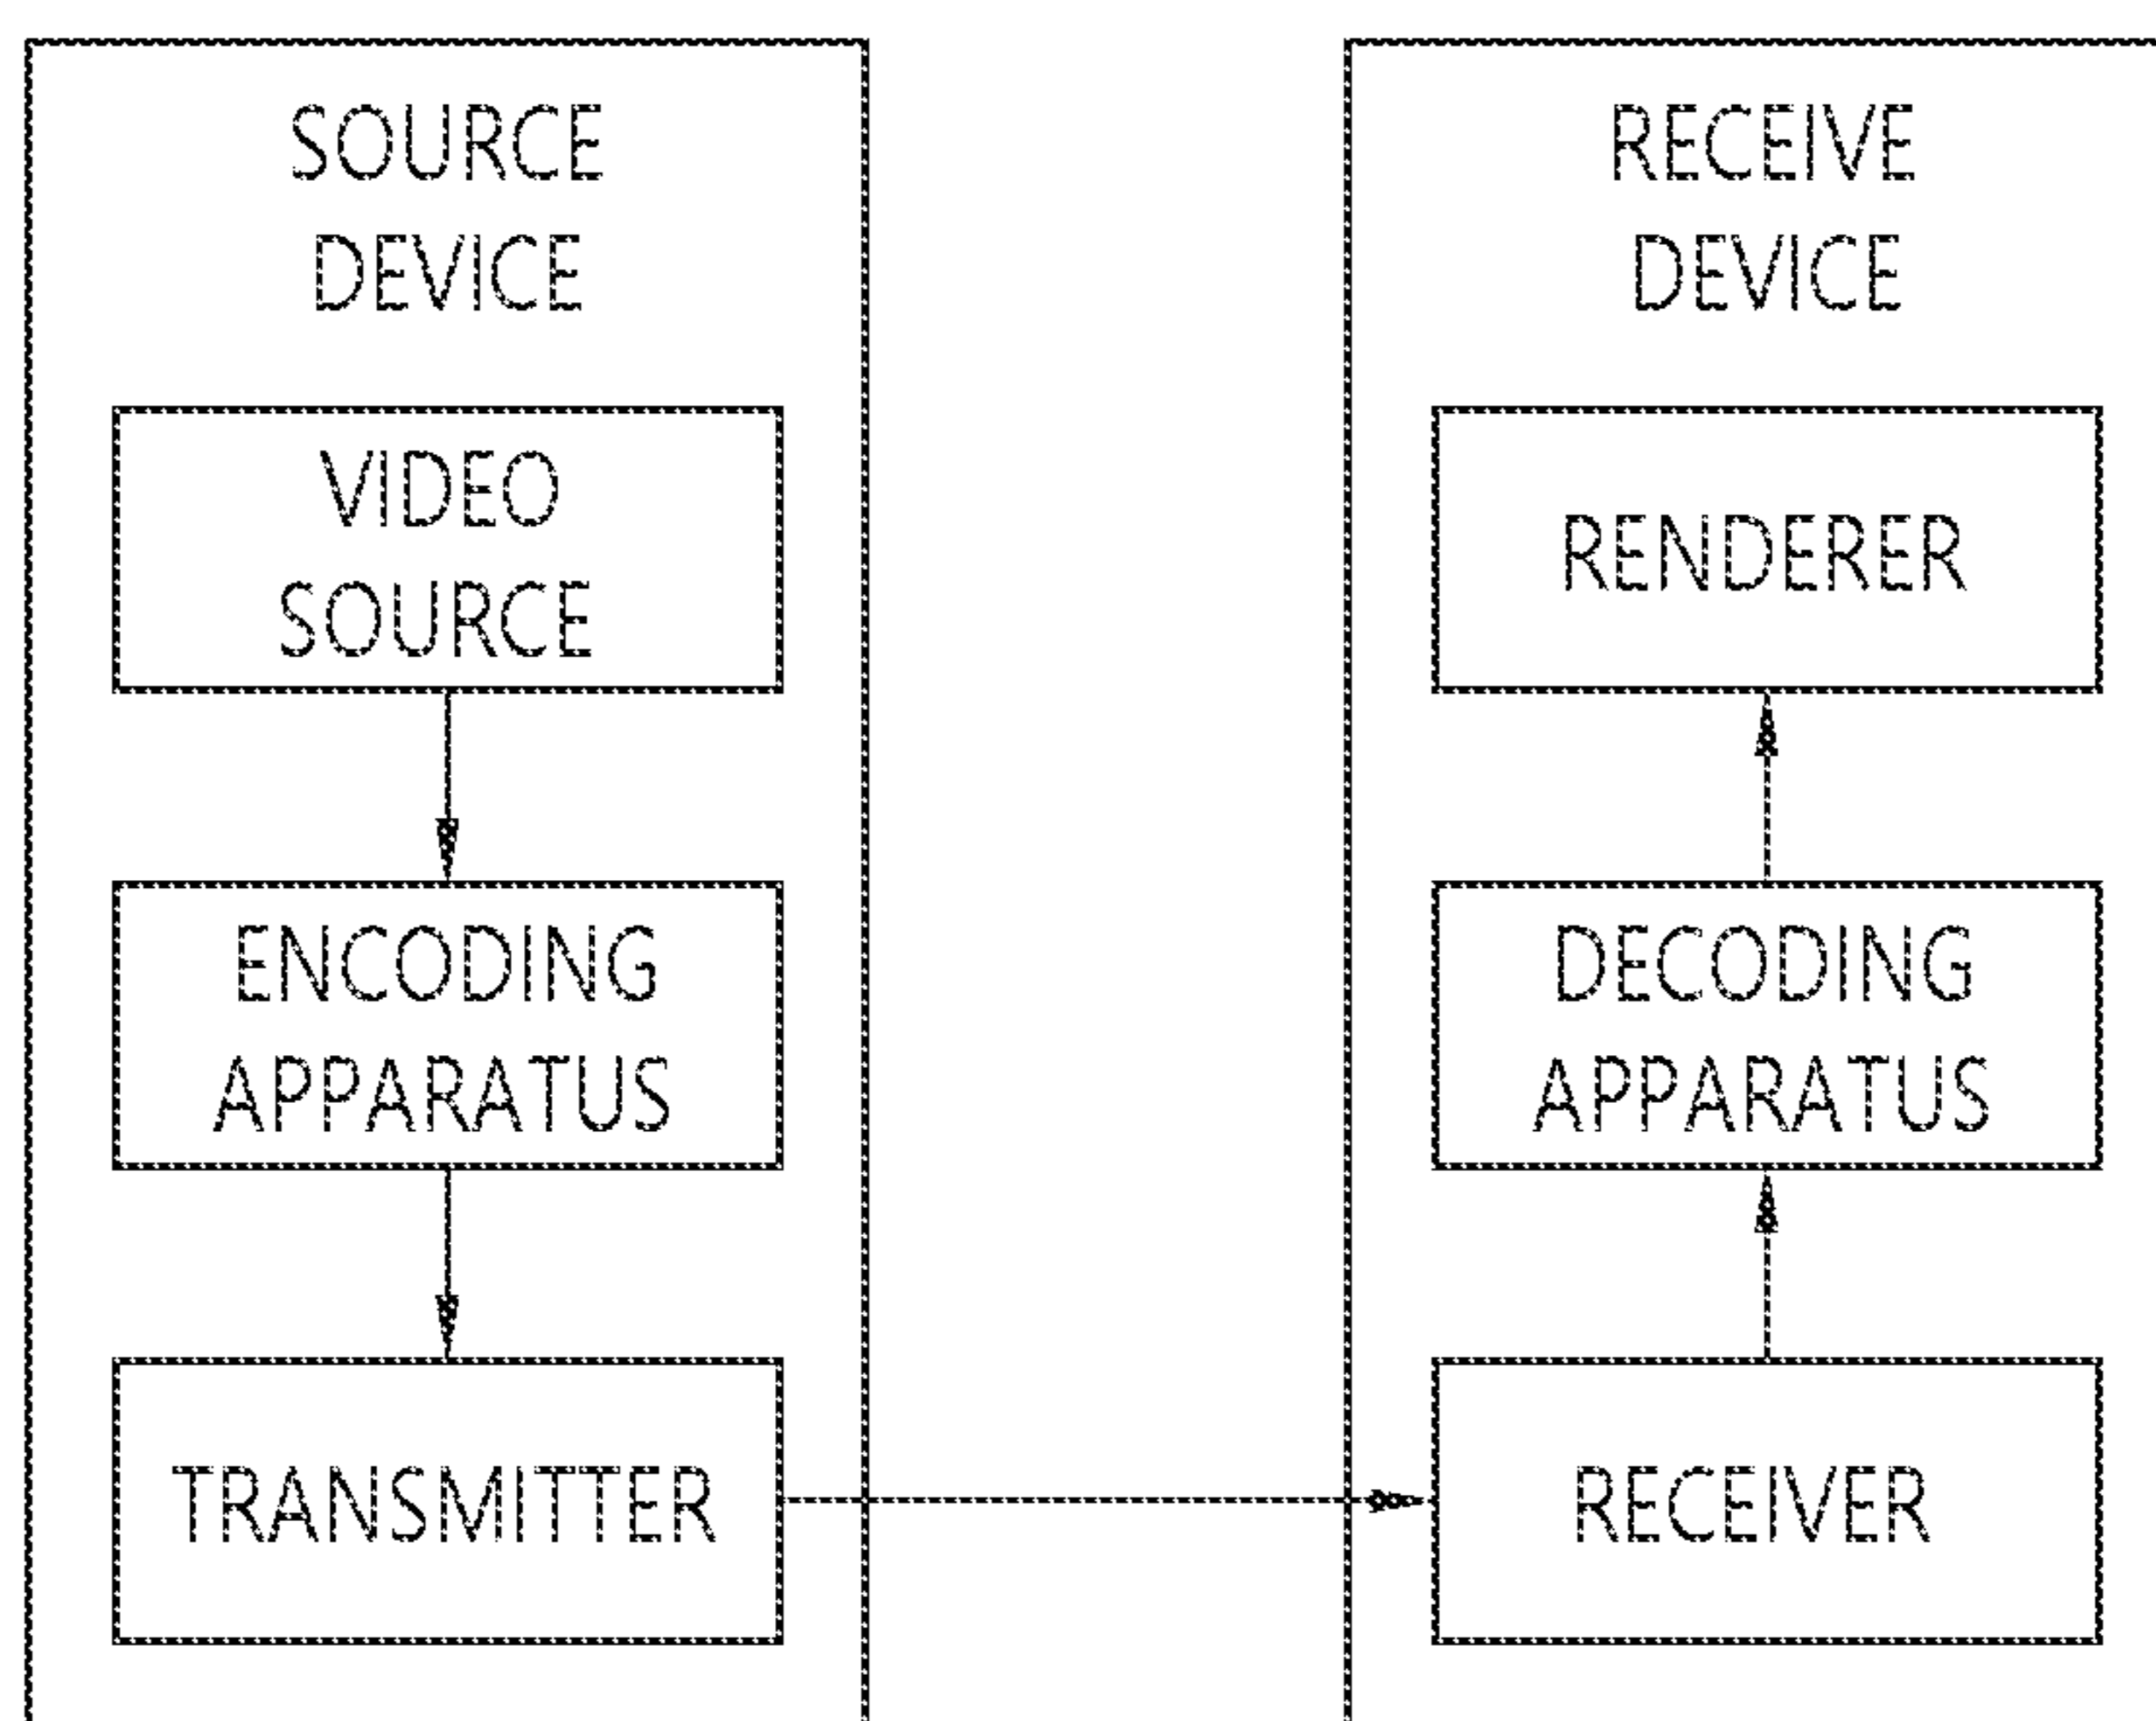 SOURCE
DEVICE
VIDEO
SOURCE
ENCODING
APPARATUS
TRANSMITTER
RECEIVE
DEVICE
RENDERER
DECODING
APPARATUS
RECEIVER